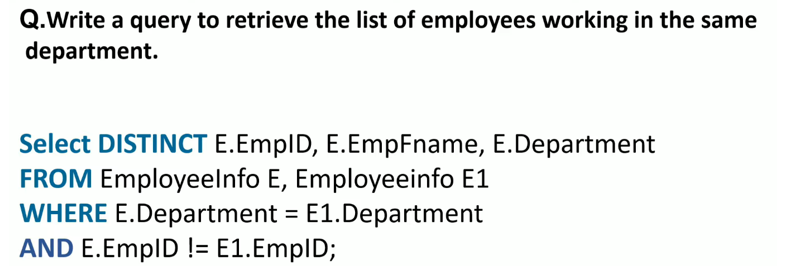 Q.Write a query to retrieve the list of employees working in the same
department.
Select DISTINCT E.EmpID, E.EmpFname, E.Department
FROM EmployeeInfo E, Employeeinfo E1
WHERE E.Department = E1.Department
AND E.EmpID != E1.EmpID;